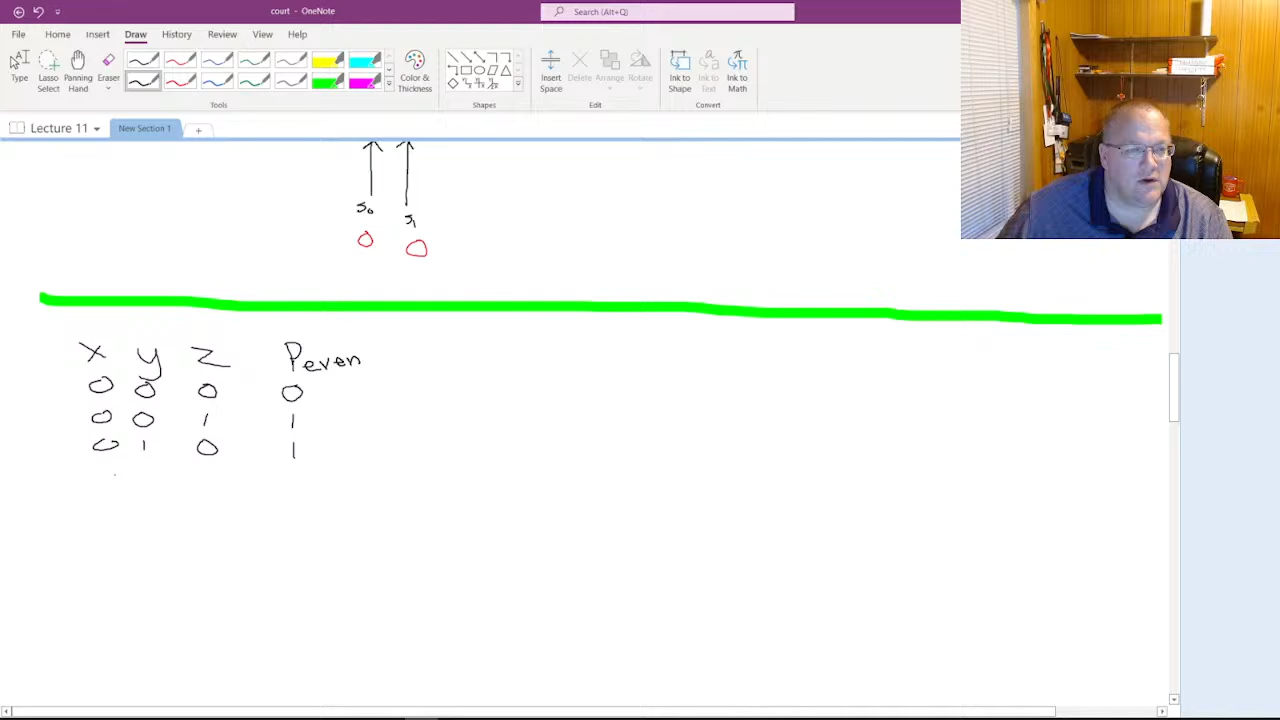 court - OneNote
Search (Alt+Q)
File Home Insert Draw History Review View Help
Type Lasso Select Panning Hand Eraser Color & Thickness Insert Space Delete Arrange Rotate Ink to Shape Ink to Text Ink to Math
Tools Shapes Edit Convert
Lecture 11 New Section 1 +
S0 S1
0 0
x y z Peven
0 0 0 0
0 0 1 1
0 1 0 1